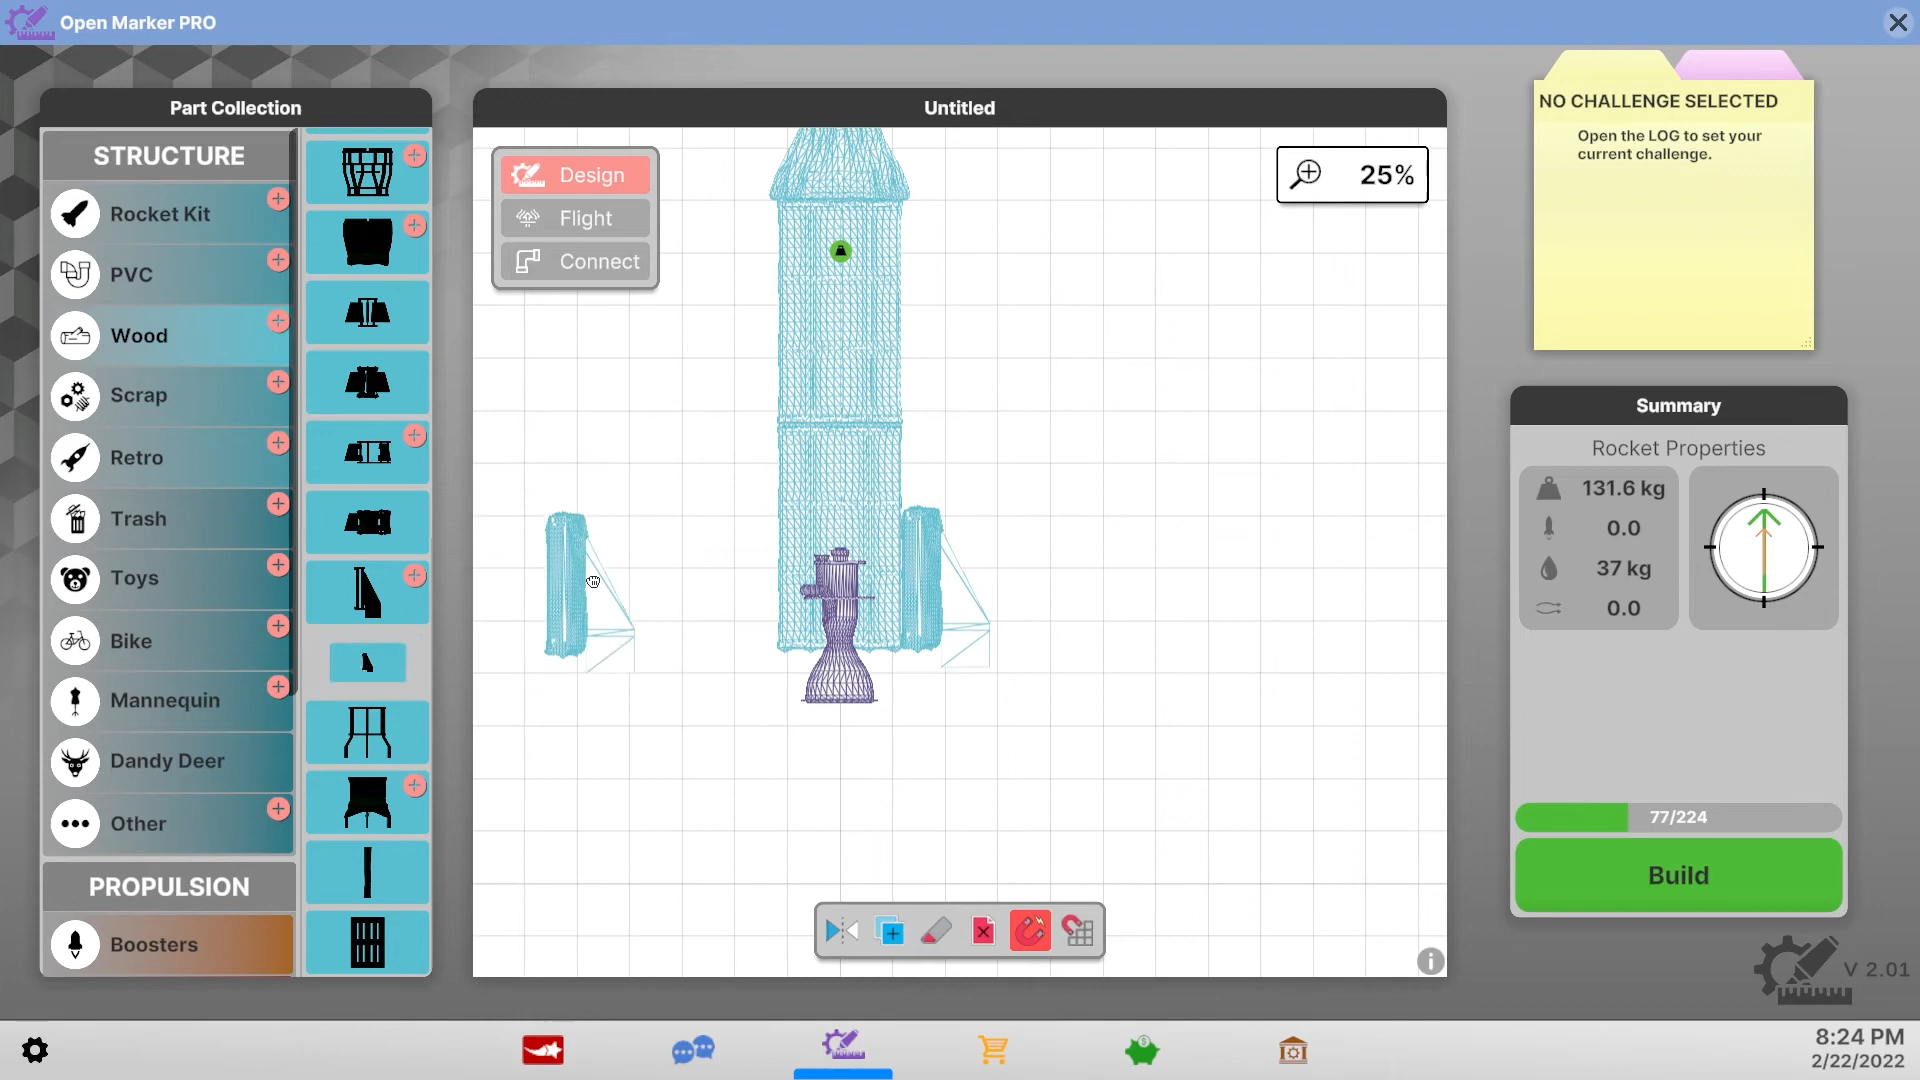 Open Marker PRO
Part Collection
STRUCTURE
Rocket Kit
PVC
Wood
Scrap
Retro
Trash
Toys
Bike
Mannequin
Dandy Deer
Other
PROPULSION
Boosters
Untitled
Design
Flight
Connect
25%
NO CHALLENGE SELECTED
Open the LOG to set your
current challenge.
Summary
Rocket Properties
131.6 kg
0.0
37 kg
0.0
77/224
Build
V 2.01
8:24 PM
2/22/2022